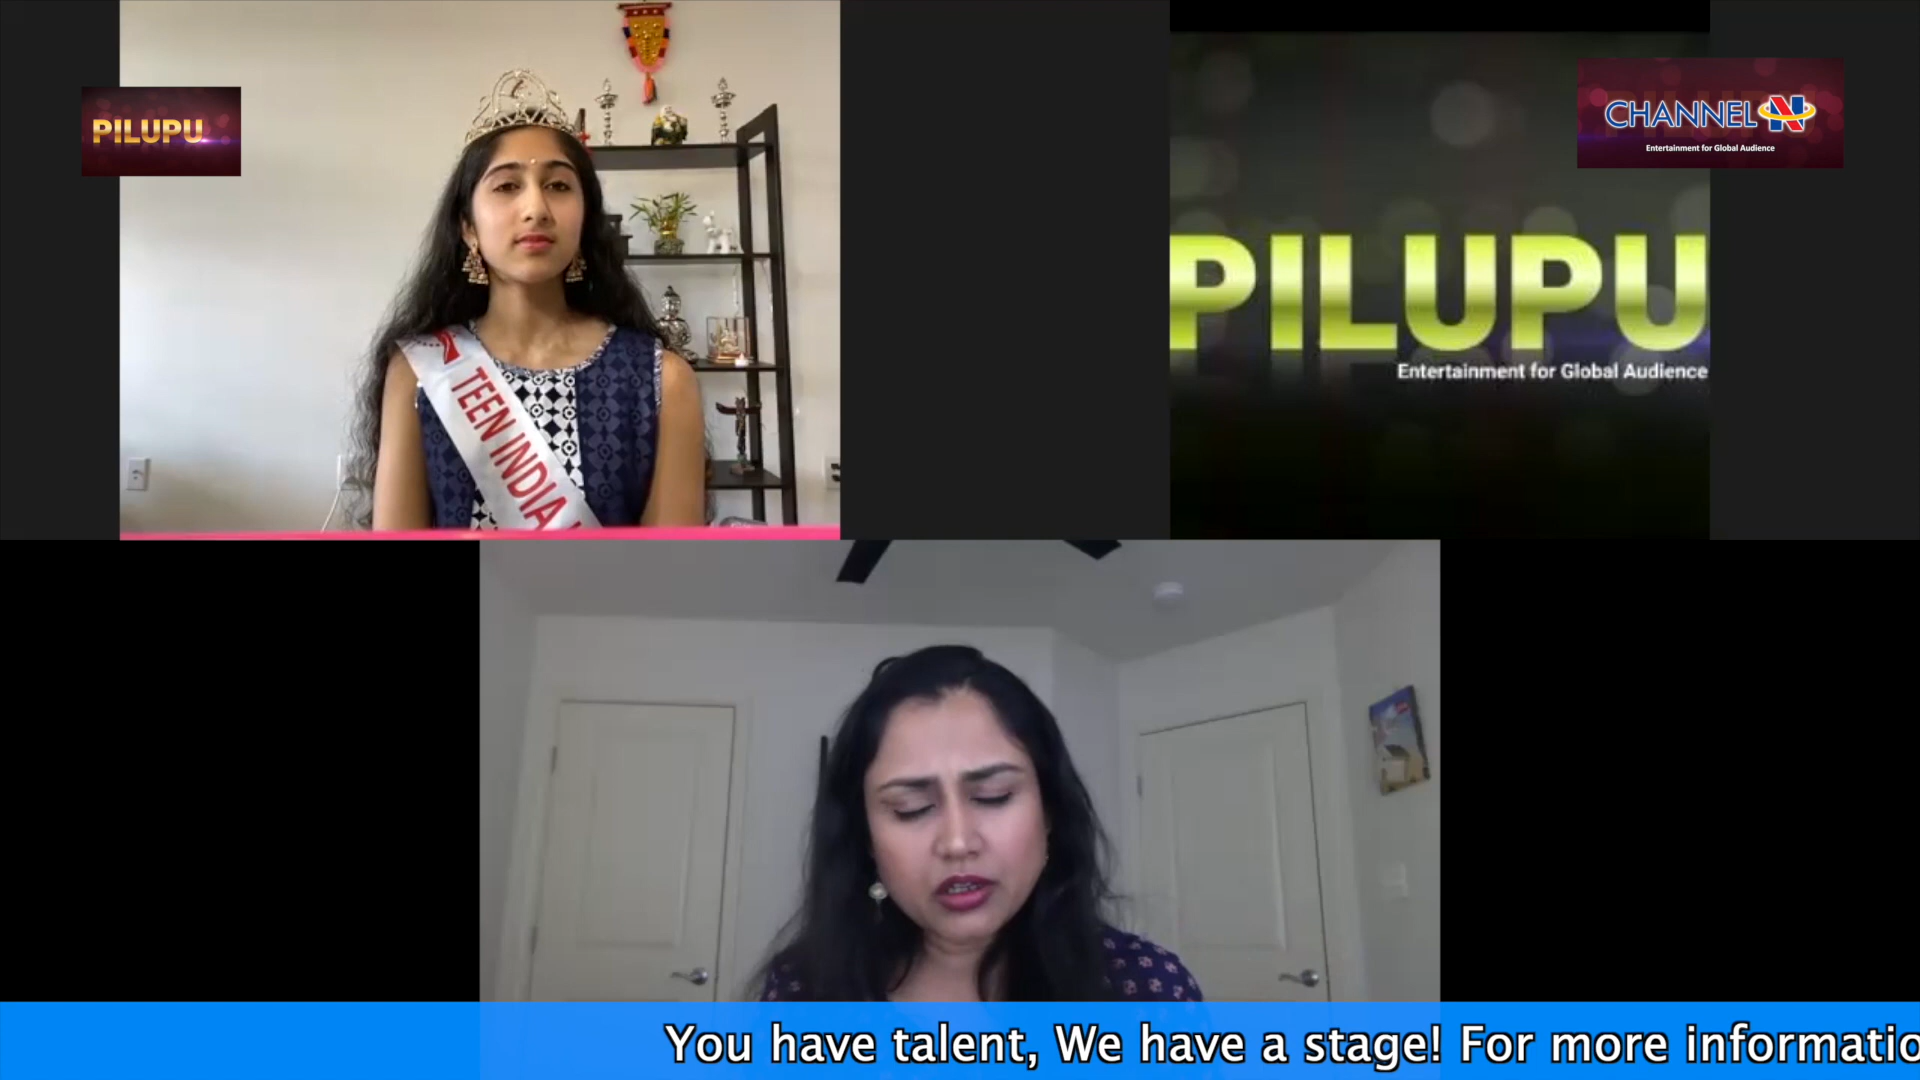 PILUPU
CHANNEL N
Entertainment for Global Audience
PILUPU
Entertainment for Global Audience
TEEN INDIA
You have talent, We have a stage! For more informatio